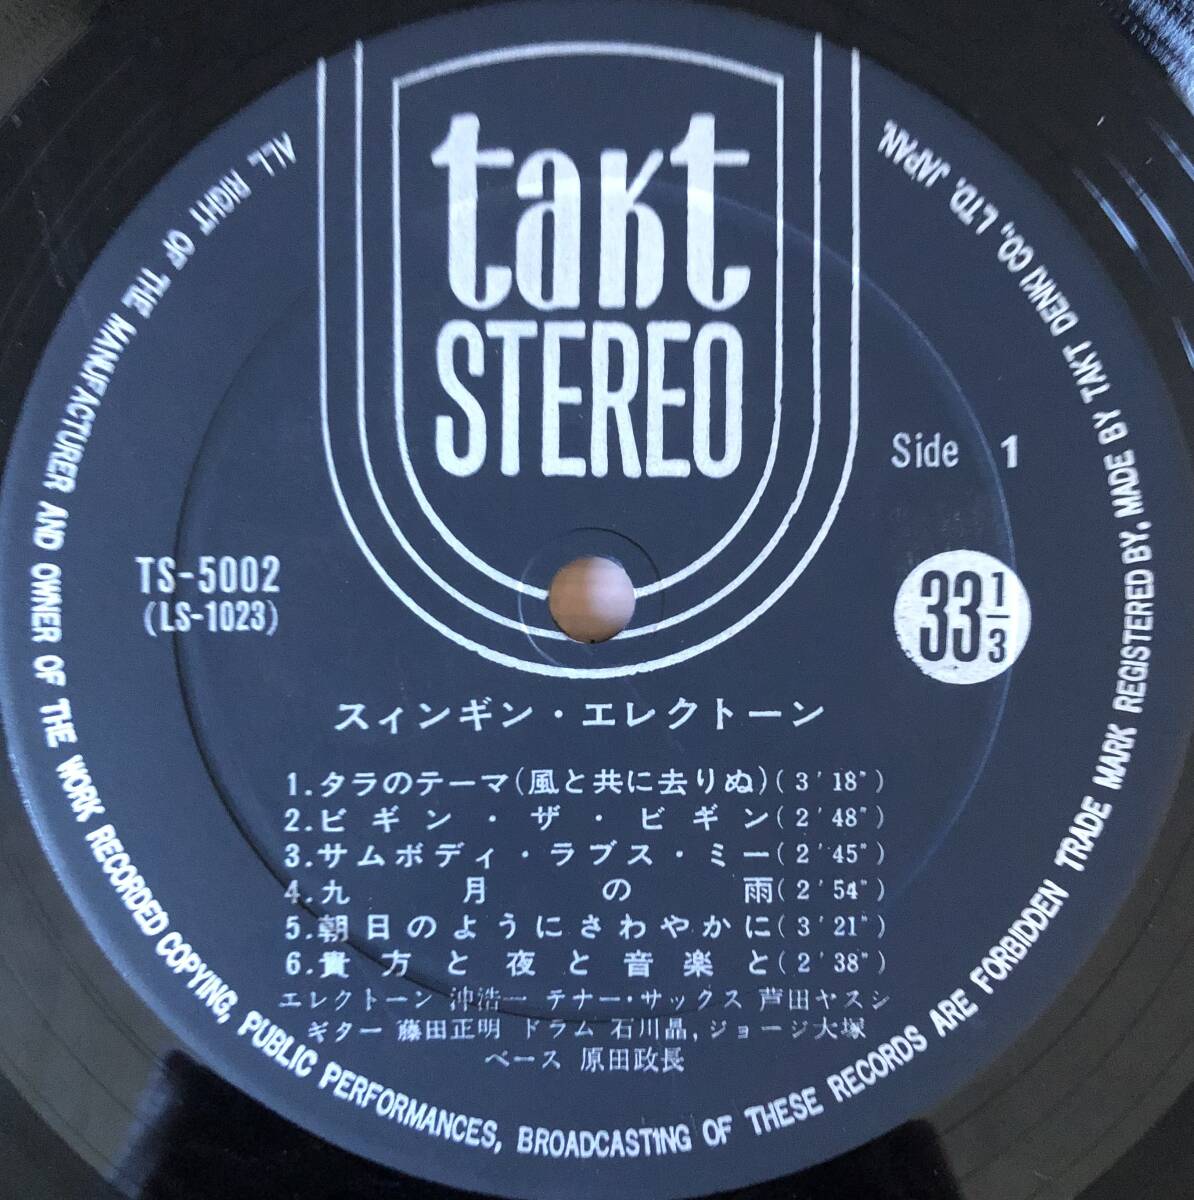 takt
STEREO
Side 1
TS-5002
(LS-1023)
33 1/3
スィンギン・エレクトーン
1.タラのテーマ(風と共に去りぬ)(3'18")
2.ビギン・ザ・ビギン(2'48")
3.サムボディ・ラブス・ミー(2'45")
4.九月の雨(2'54")
5.朝日のようにさわやかに(3'21")
6.貴方と夜と音楽と(2'38")
エレクトーン 沖浩一 テナー・サックス 芦田ヤスシ
ギター 藤田正明 ドラム 石川晶,ジョージ大塚
ベース 原田政長
ALL RIGHT OF THE MANUFACTURER AND OWNER OF THE WORK RECORDED COPYING, PUBLIC PERFORMANCES, BROADCASTING OF THESE RECORDS ARE FORBIDDEN TRADE MARK REGISTERED BY, MADE BY TAKT DENKI CO., LTD. JAPAN.